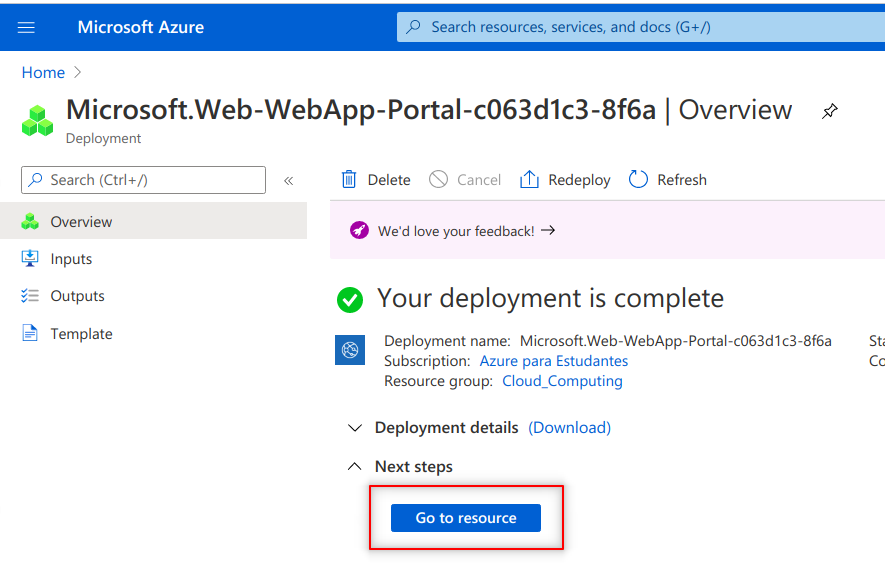 Microsoft Azure
Search resources, services, and docs (G+/)
Home
Microsoft.Web-WebApp-Portal-c063d1c3-8f6a | Overview
Deployment
Search (Ctrl+/)
«
Delete
Cancel
Redeploy
Refresh
Overview
Inputs
Outputs
Template
We'd love your feedback! →
Your deployment is complete
Deployment name: Microsoft.Web-WebApp-Portal-c063d1c3-8f6a
Sta
Subscription: Azure para Estudantes
Co
Resource group: Cloud_Computing
Deployment details (Download)
Next steps
Go to resource